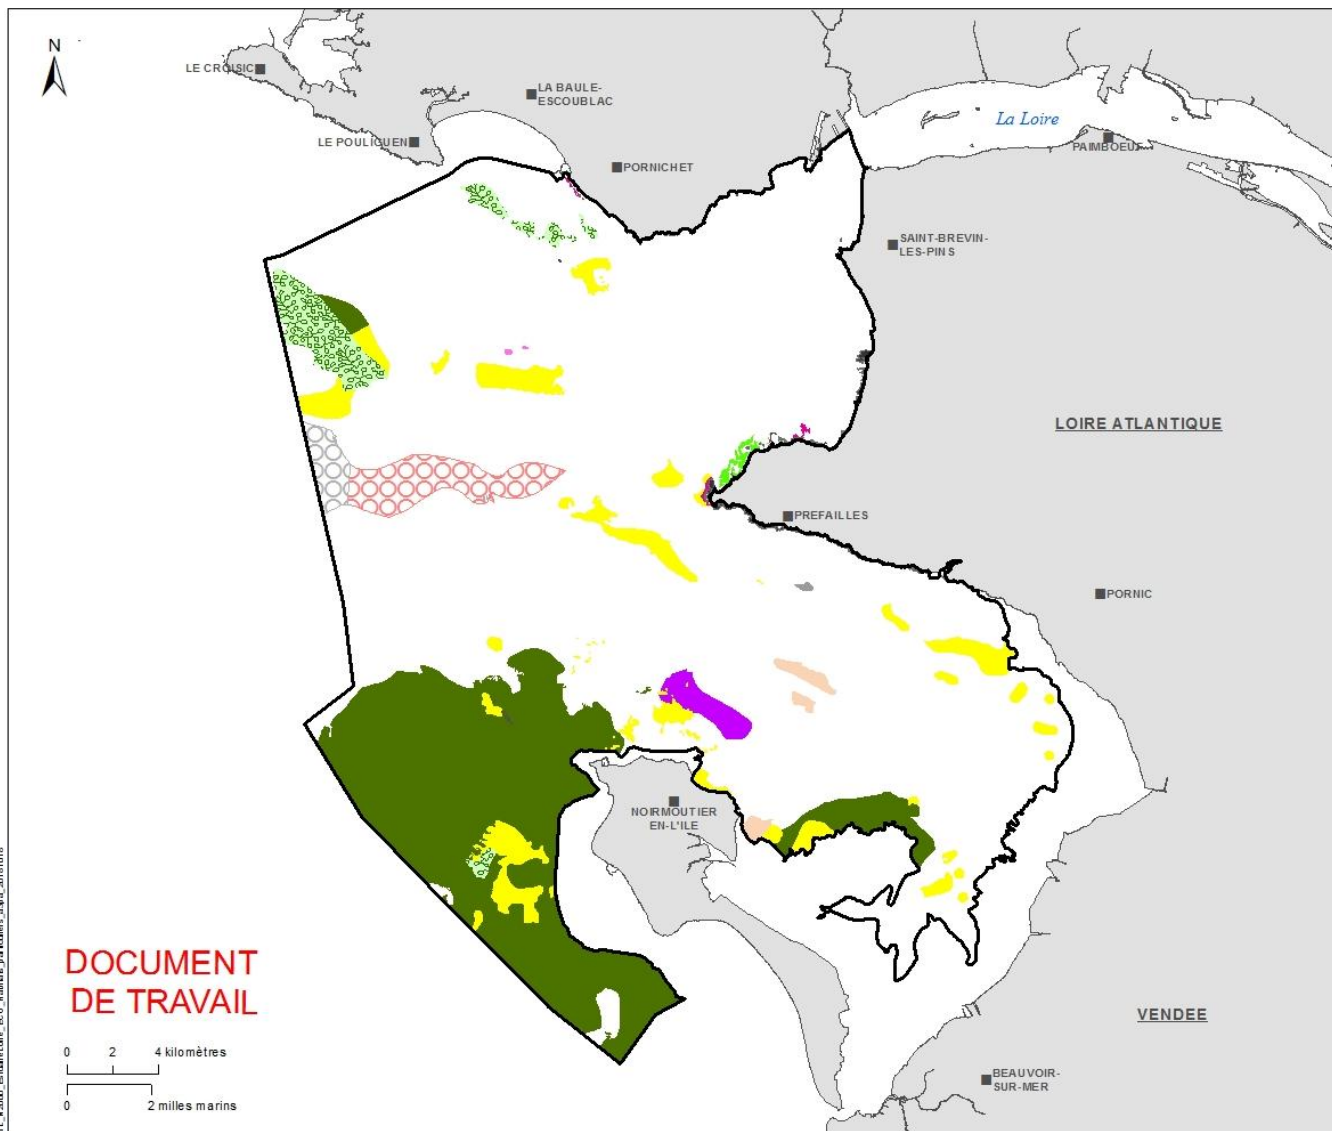 N
LE CROISIC
LA BAULE-
ESCOUBLAC
La Loire
LE POULIGUEN
PAIMBOEUF
PORNICHET
SAINT-BREVIN-
LES-PINS
LOIRE ATLANTIQUE
PREFAILLES
PORNIC
NOIRMOUTIER
EN-L'ILE
DOCUMENT
DE TRAVAIL
VENDEE
0 2 4 kilomètres
BEAUVOIR-
SUR-MER
0 2 milles marins